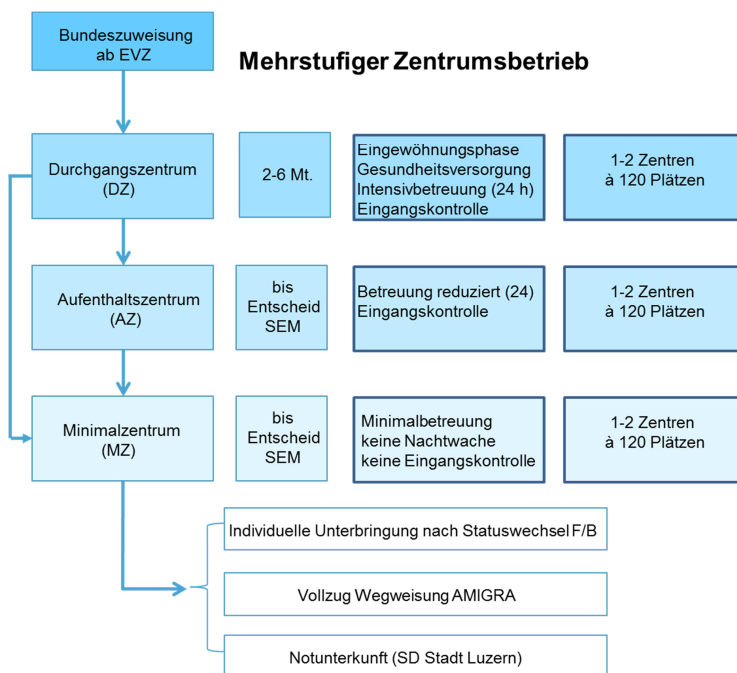 Bundeszuweisung
ab EVZ
Mehrstufiger Zentrumsbetrieb
Durchgangszentrum
(DZ)
2-6 Mt.
Eingewöhnungsphase
Gesundheitsversorgung
Intensivbetreuung (24 h)
Eingangskontrolle
1-2 Zentren
à 120 Plätzen
Aufenthaltszentrum
(AZ)
bis
Entscheid
SEM
Betreuung reduziert (24)
Eingangskontrolle
1-2 Zentren
à 120 Plätzen
Minimalzentrum
(MZ)
bis
Entscheid
SEM
Minimalbetreuung
keine Nachtwache
keine Eingangskontrolle
1-2 Zentren
à 120 Plätzen
Individuelle Unterbringung nach Statuswechsel F/B
Vollzug Wegweisung AMIGRA
Notunterkunft (SD Stadt Luzern)